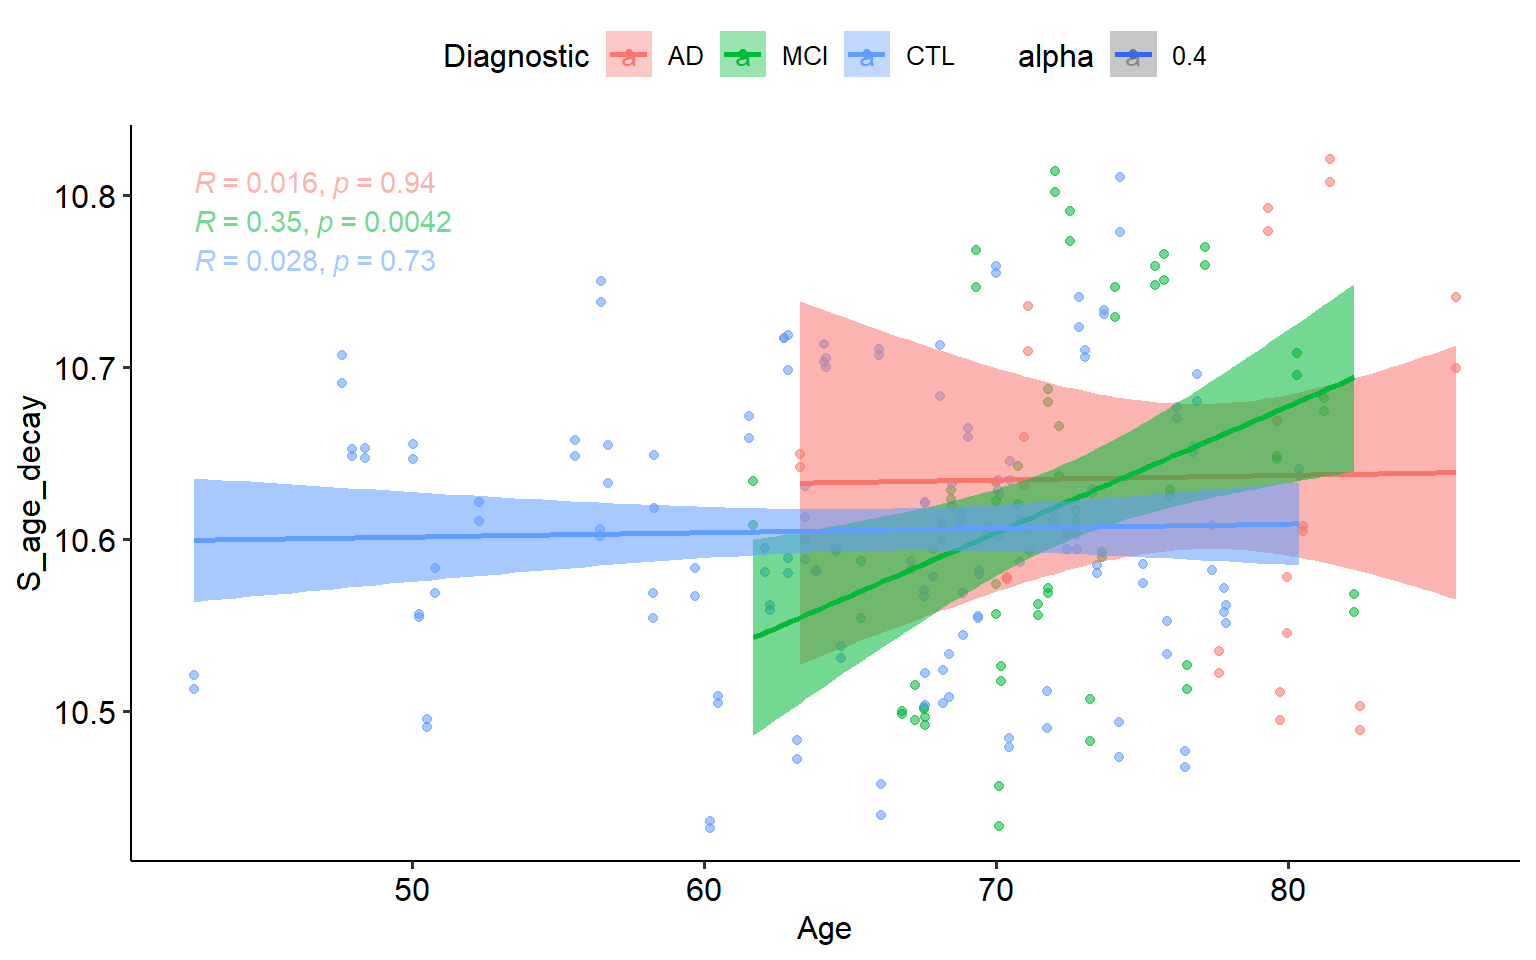 Diagnostic a AD a MCI a CTL alpha a 0.4
R = 0.016, p = 0.94
R = 0.35, p = 0.0042
R = 0.028, p = 0.73
10.8
10.7
10.6
10.5
S_age_decay
50 60 70 80
Age